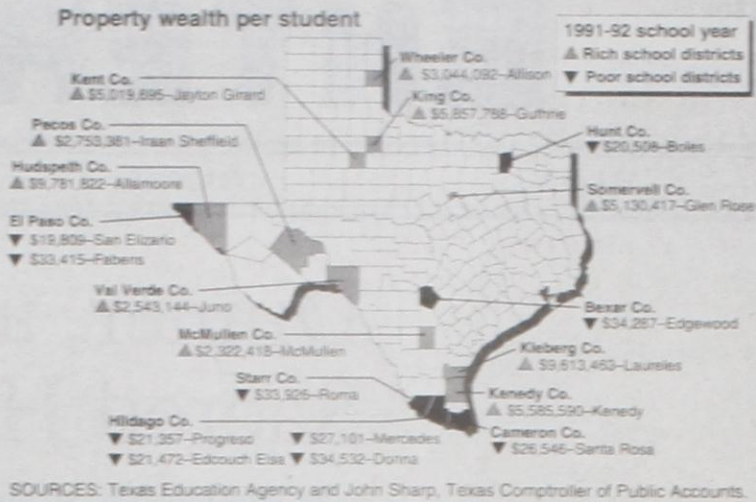 Property wealth per student
1991-92 school year
▲ Rich school districts
▼ Poor school districts
Wheeler Co.
▲ $3,044,092–Allison
Kent Co.
▲ $5,019,695–Jayton Girard
King Co.
▲ $5,857,788–Guthrie
Pecos Co.
▲ $2,753,381–Iraan Sheffield
Hunt Co.
▼ $20,508–Boles
Hudspeth Co.
▲ $9,781,822–Allamoore
Somervell Co.
▲ $5,130,417–Glen Rose
El Paso Co.
▼ $19,809–San Elizario
▼ $33,415–Fabens
Val Verde Co.
▲ $2,543,144–Juno
Bexar Co.
▼ $34,287–Edgewood
McMullen Co.
▲ $2,322,418–McMullen
Kleberg Co.
▲ $9,613,463–Laureles
Starr Co.
▼ $33,926–Roma
Kenedy Co.
▲ $5,585,590–Kenedy
Hildago Co.
▼ $21,357–Progreso ▼ $27,101–Mercedes
▼ $21,472–Edcouch Elsa ▼ $34,532–Donna
Cameron Co.
▼ $26,546–Santa Rosa
SOURCES: Texas Education Agency and John Sharp, Texas Comptroller of Public Accounts